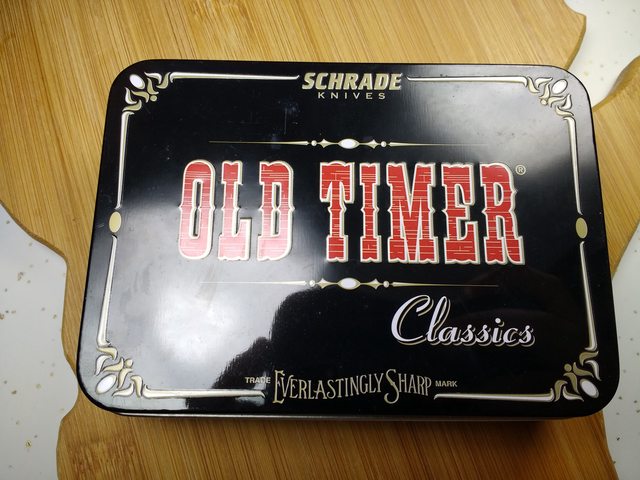 SCHRADE
KNIVES
OLD TIMER®
Classics
TRADE EVERLASTINGLY SHARP MARK